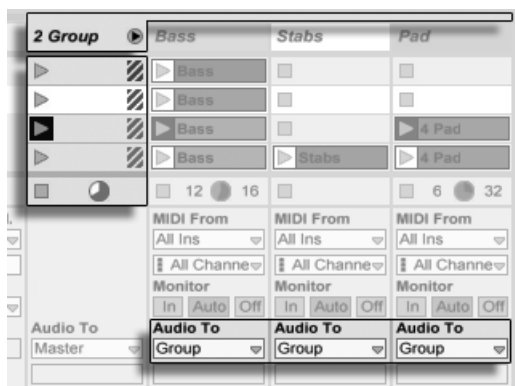 2 Group Bass Stabs Pad
Bass
Bass
Bass 4 Pad
Bass Stabs 4 Pad
12 16 6 32
MIDI From MIDI From MIDI From
All Ins All Ins All Ins
All Channe All Channe All Channe
Monitor Monitor Monitor
In Auto Off In Auto Off In Auto Off
Audio To Audio To Audio To Audio To
Master Group Group Group